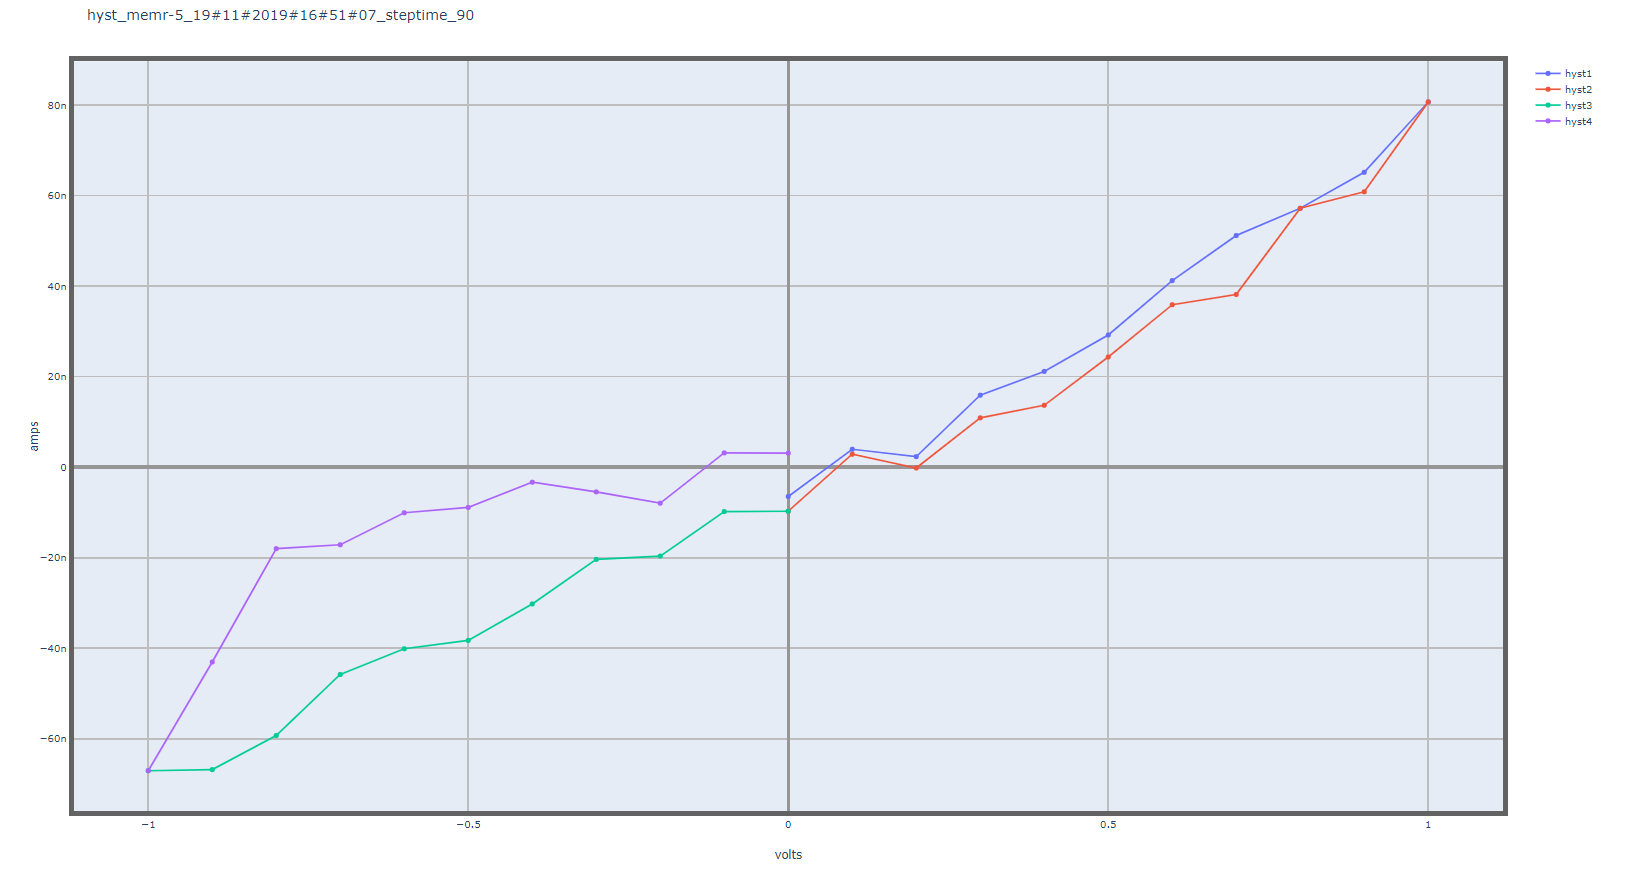 hyst_memr-5_19#11#2019#16#51#07_steptime_90
hyst1
hyst2
hyst3
hyst4
80n
60n
40n
20n
0
−20n
−40n
−60n
amps
−1
−0.5
0
0.5
1
volts